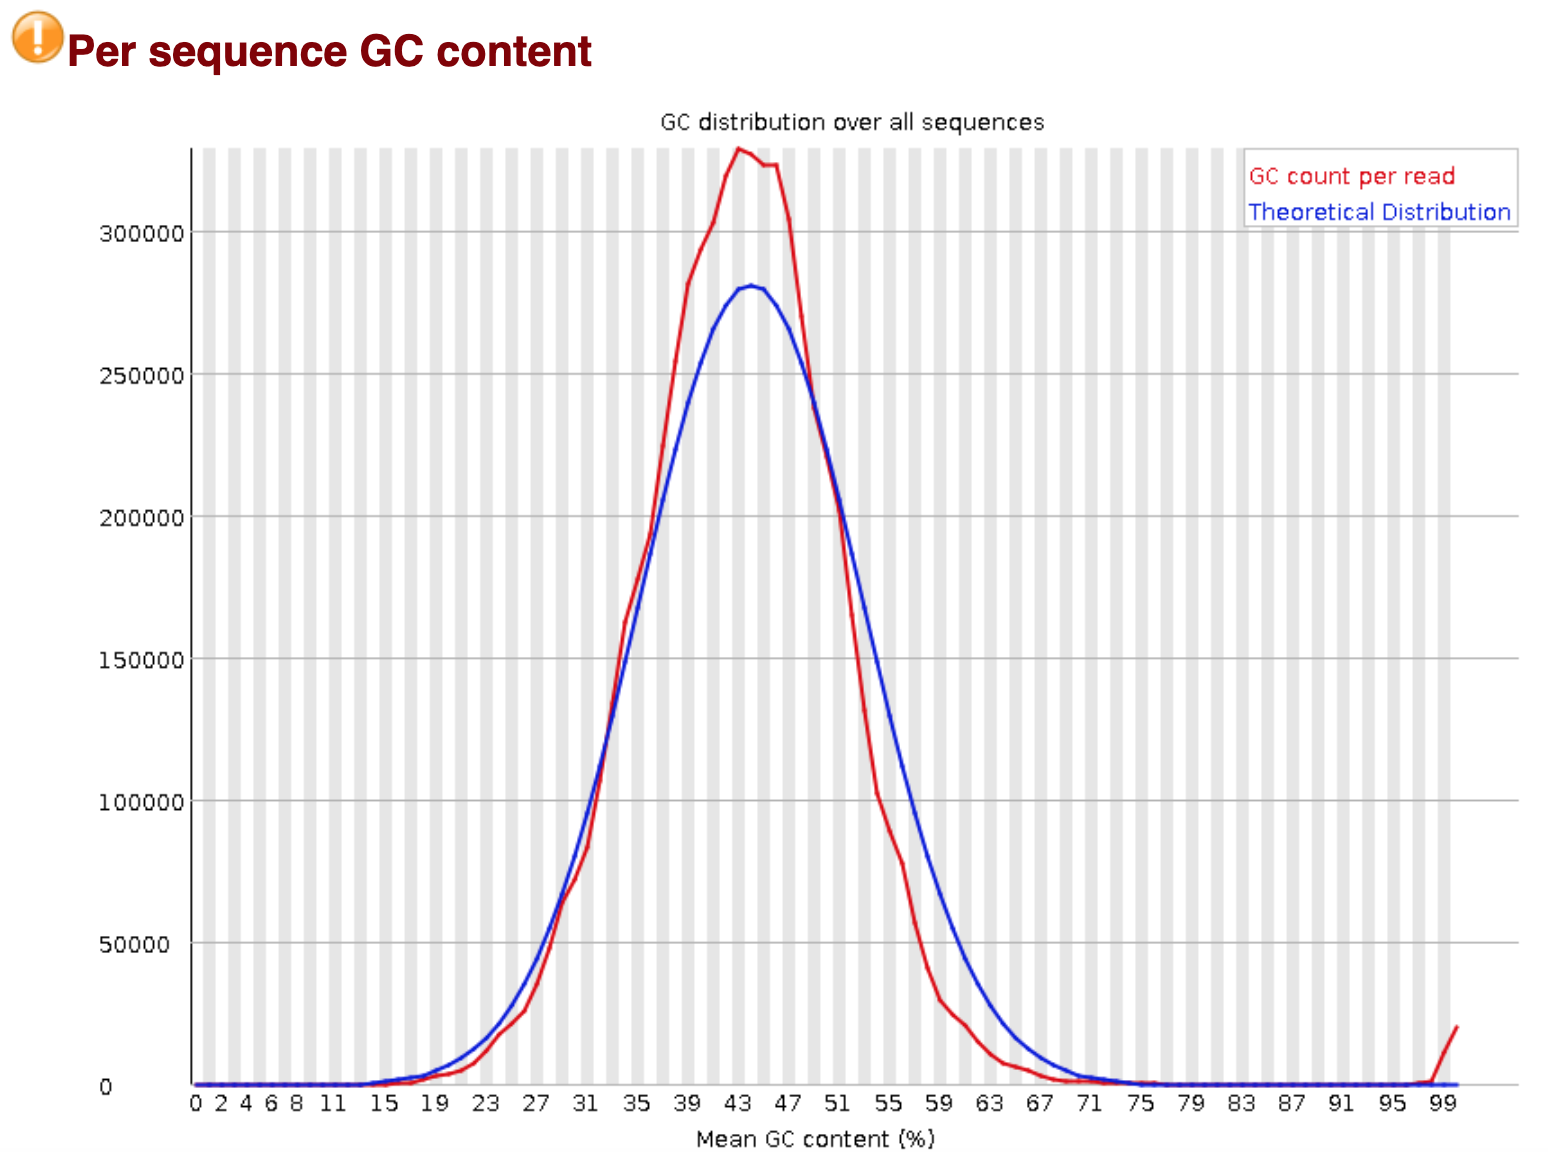 Per sequence GC content
GC distribution over all sequences
GC count per read
Theoretical Distribution
300000
250000
200000
150000
100000
50000
0
0 2 4 6 8 11 15 19 23 27 31 35 39 43 47 51 55 59 63 67 71 75 79 83 87 91 95 99
Mean GC content (%)